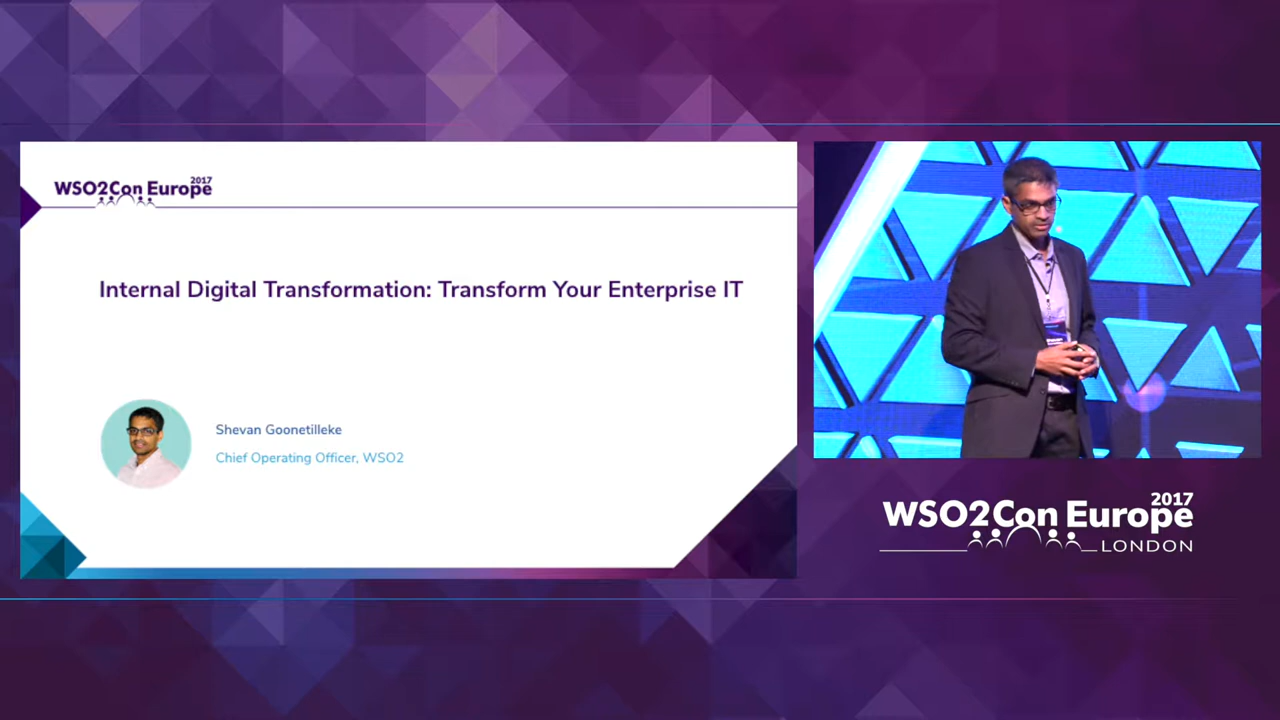 WSO2Con Europe 2017
Internal Digital Transformation: Transform Your Enterprise IT
Shevan Goonetilleke
Chief Operating Officer, WSO2
WSO2Con Europe 2017
LONDON